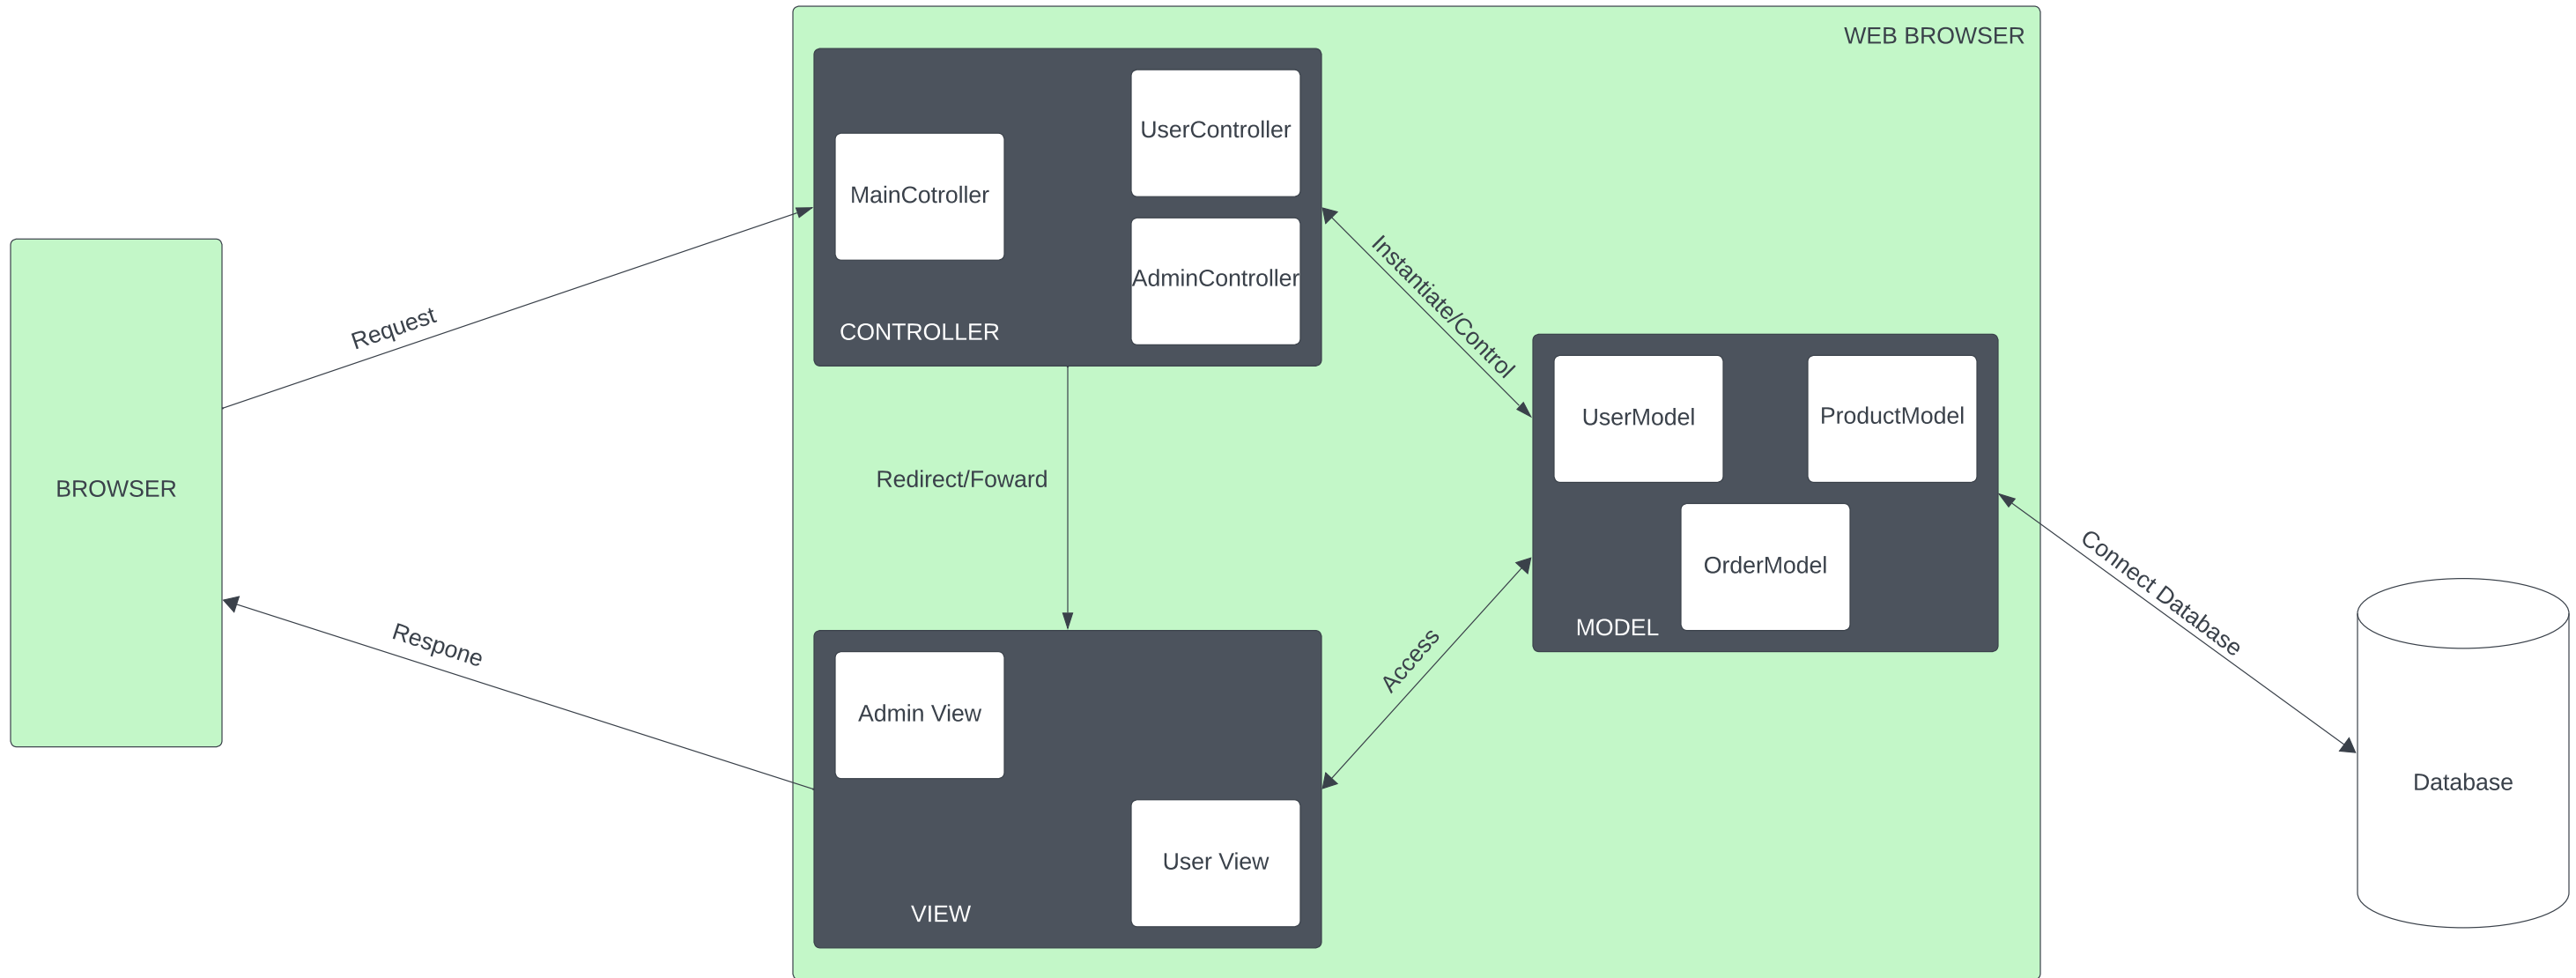 WEB BROWSER
UserController
MainCotroller
AdminController
CONTROLLER
Request
Instantiate/Control
UserModel
ProductModel
OrderModel
MODEL
Redirect/Foward
BROWSER
Connect Database
Respone
Access
Admin View
User View
VIEW
Database